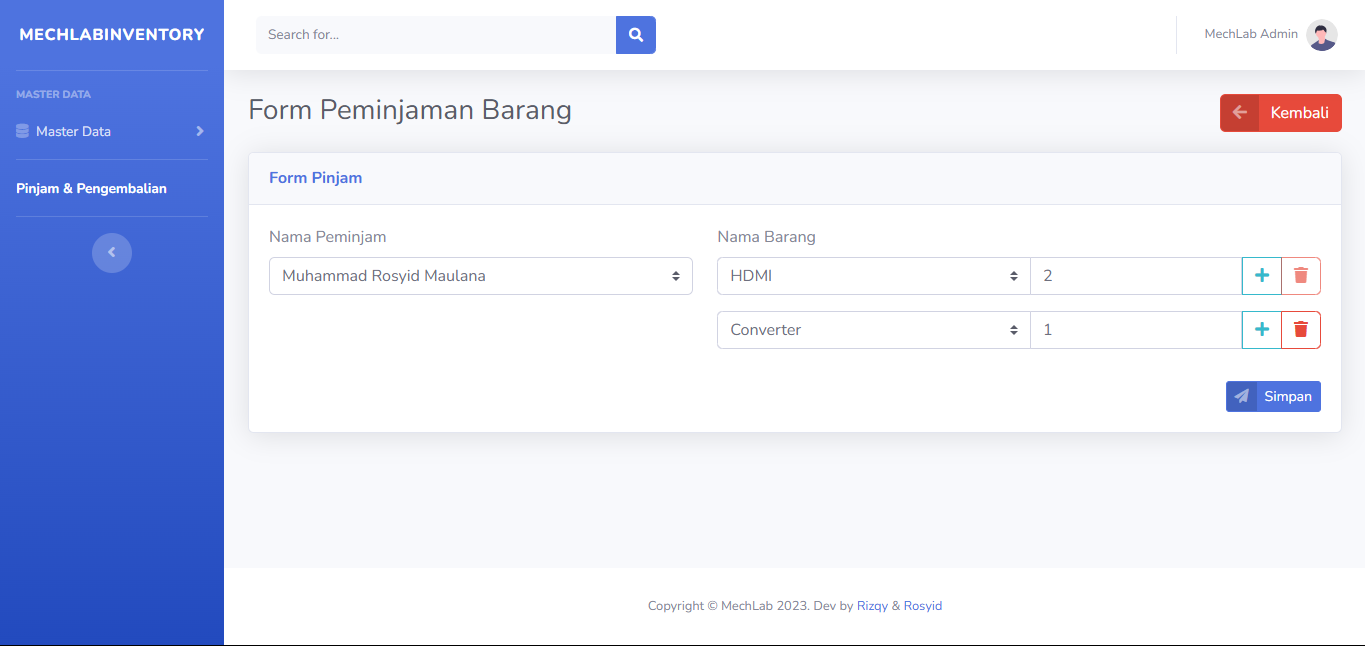 MECHLABINVENTORY
Search for...
MechLab Admin
MASTER DATA
Master Data
Pinjam & Pengembalian
Form Peminjaman Barang
Kembali
Form Pinjam
Nama Peminjam
Nama Barang
Muhammad Rosyid Maulana
HDMI 2
Converter 1
Simpan
Copyright © MechLab 2023. Dev by Rizqy & Rosyid